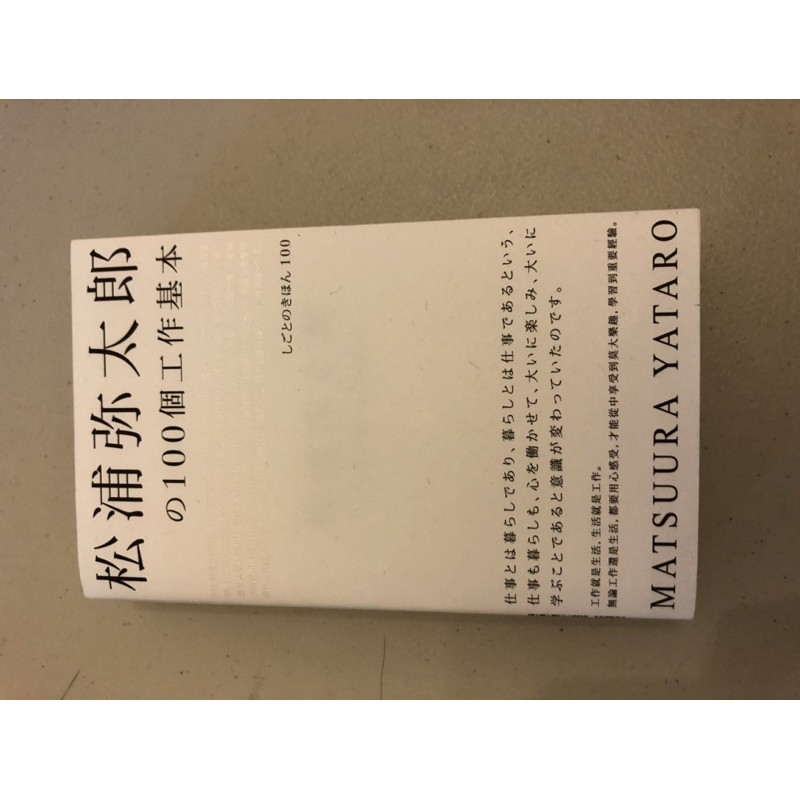 松浦弥太郎
の100個工作基本
しごとのきほん100
仕事とは暮らしであり、暮らしとは仕事であるという、
仕事も暮らしも、心を働かせて、大いに楽しみ、大いに
学ぶことであると意識が変わっていたのです。
工作就是生活，生活就是工作。
無論工作還是生活，都要用心感受，才能從中享受到莫大樂趣，學習到重要經驗。
MATSUURA YATARO